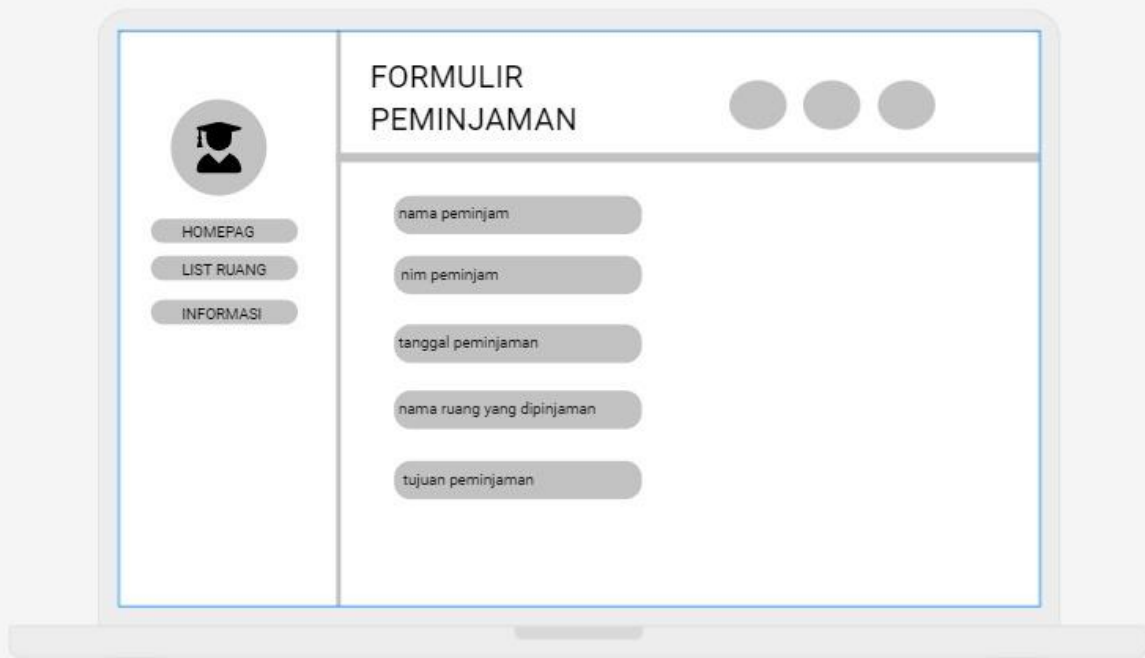 FORMULIR
PEMINJAMAN
HOMEPAG
LIST RUANG
INFORMASI
nama peminjam
nim peminjam
tanggal peminjaman
nama ruang yang dipinjaman
tujuan peminjaman